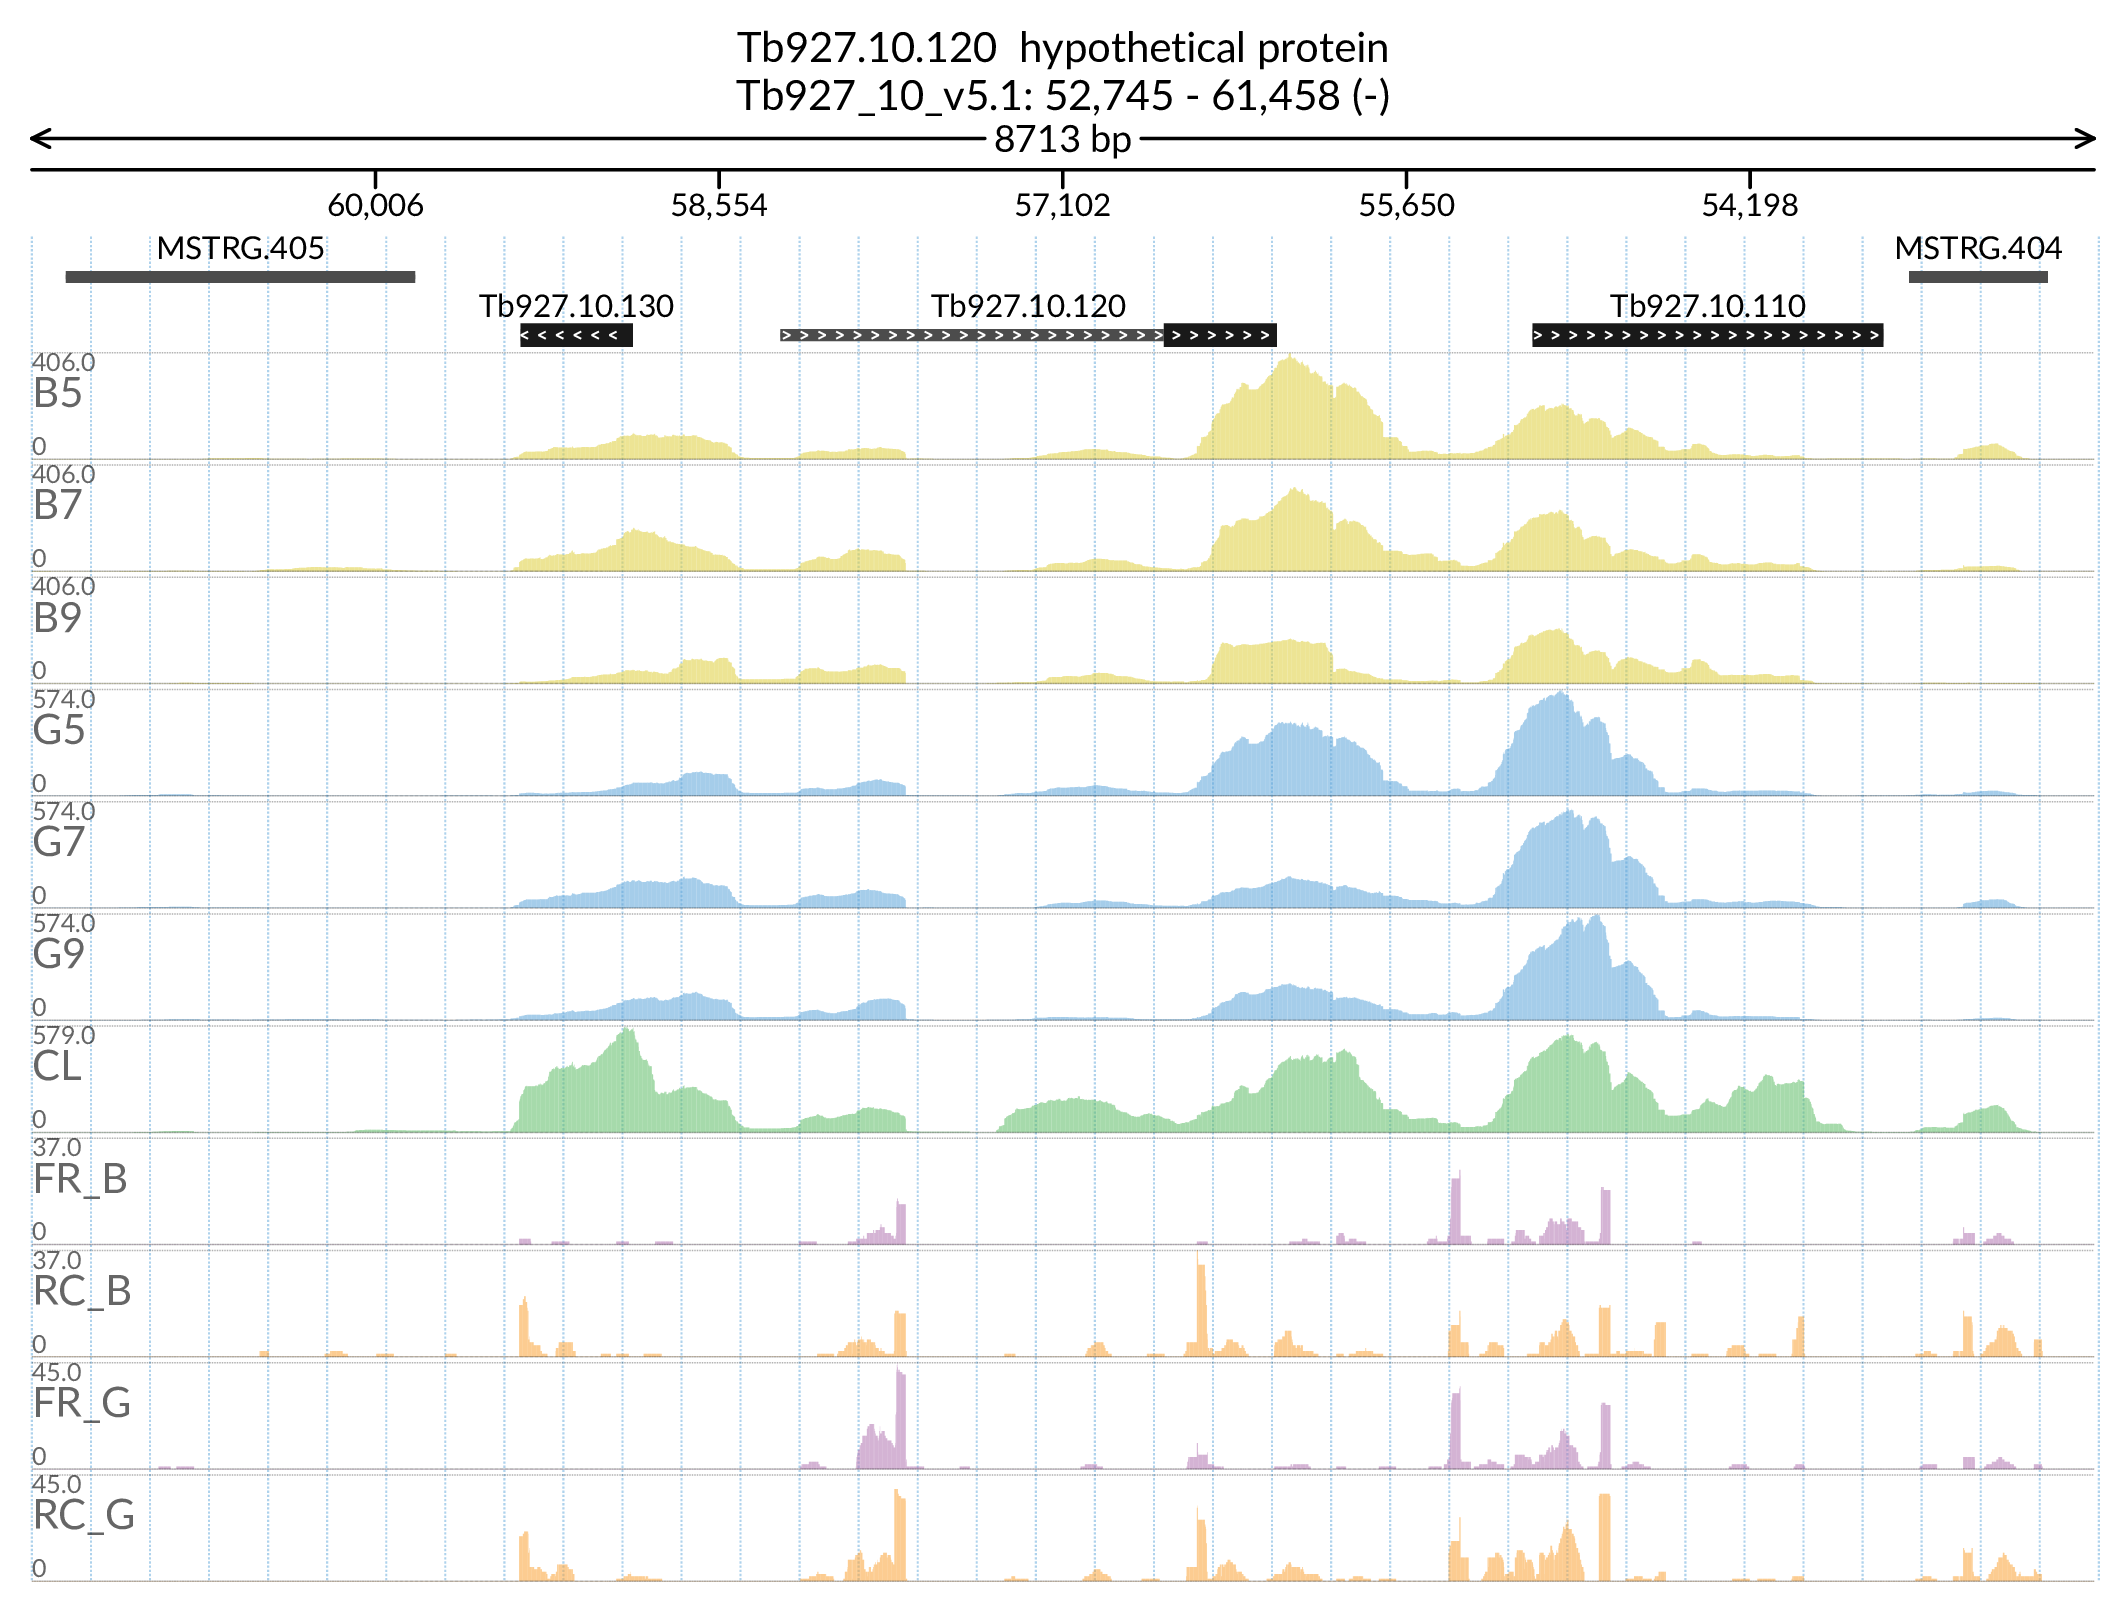 Tb927.10.120  hypothetical protein
Tb927_10_v5.1: 52,745 - 61,458 (-)
8713 bp
60,006 58,554 57,102 55,650 54,198
MSTRG.405 MSTRG.404
Tb927.10.130 Tb927.10.120 Tb927.10.110
406.0
B5
0
406.0
B7
0
406.0
B9
0
574.0
G5
0
574.0
G7
0
574.0
G9
0
579.0
CL
0
37.0
FR_B
0
37.0
RC_B
0
45.0
FR_G
0
45.0
RC_G
0